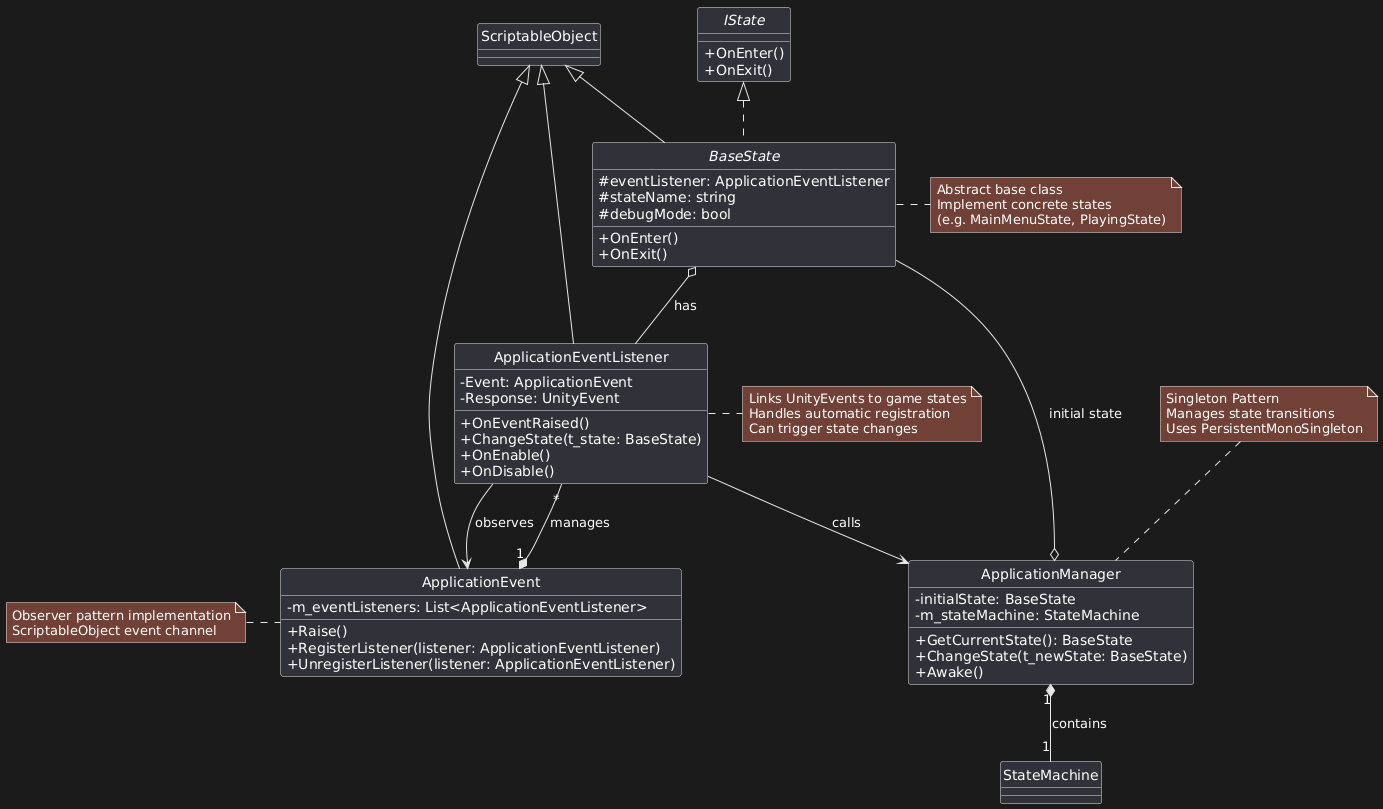 IState
+OnEnter()
+OnExit()
ScriptableObject
BaseState
#eventListener: ApplicationEventListener
#stateName: string
#debugMode: bool
+OnEnter()
+OnExit()
Abstract base class
Implement concrete states
(e.g. MainMenuState, PlayingState)
has
ApplicationEventListener
-Event: ApplicationEvent
-Response: UnityEvent
+OnEventRaised()
+ChangeState(t_state: BaseState)
+OnEnable()
+OnDisable()
Links UnityEvents to game states
Handles automatic registration
Can trigger state changes
initial state
Singleton Pattern
Manages state transitions
Uses PersistentMonoSingleton
*
observes
manages
calls
1
ApplicationEvent
-m_eventListeners: List<ApplicationEventListener>
+Raise()
+RegisterListener(listener: ApplicationEventListener)
+UnregisterListener(listener: ApplicationEventListener)
Observer pattern implementation
ScriptableObject event channel
ApplicationManager
-initialState: BaseState
-m_stateMachine: StateMachine
+GetCurrentState(): BaseState
+ChangeState(t_newState: BaseState)
+Awake()
1
contains
1
StateMachine